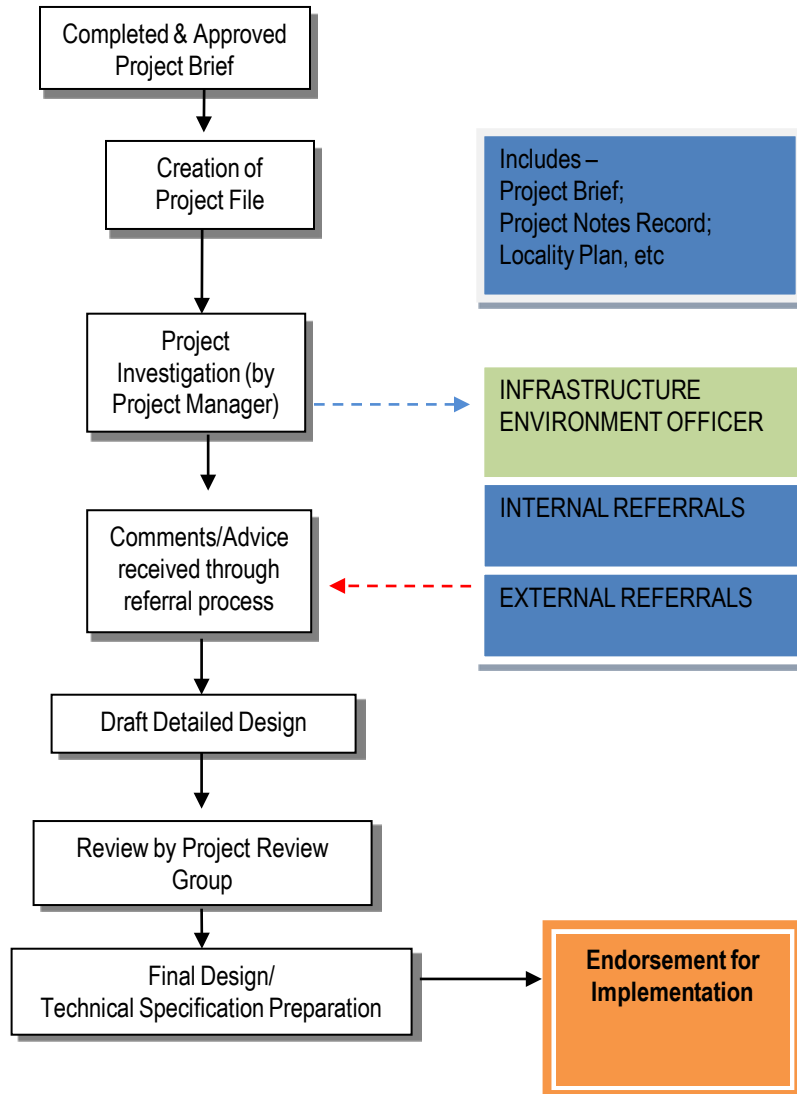 Completed & Approved
Project Brief
Creation of
Project File
Includes –
Project Brief;
Project Notes Record;
Locality Plan, etc
Project
Investigation (by
Project Manager)
INFRASTRUCTURE
ENVIRONMENT OFFICER
INTERNAL REFERRALS
Comments/Advice
received through
referral process
EXTERNAL REFERRALS
Draft Detailed Design
Review by Project Review
Group
Final Design/
Technical Specification Preparation
Endorsement for
Implementation